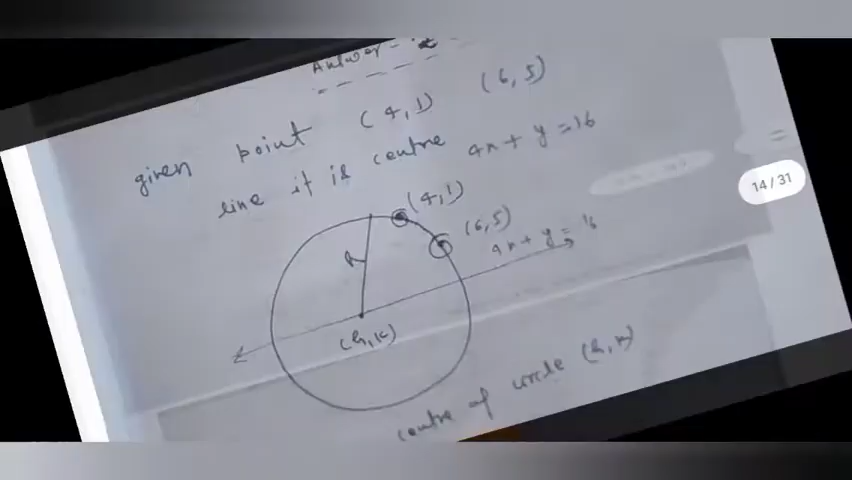 Answer -
given point (4,1) (6,5)
line it is centre 4x + y = 16
(4,1)
(6,5)
4x + y = 16
R
(h,k)
centre of circle (h,k)
14/31